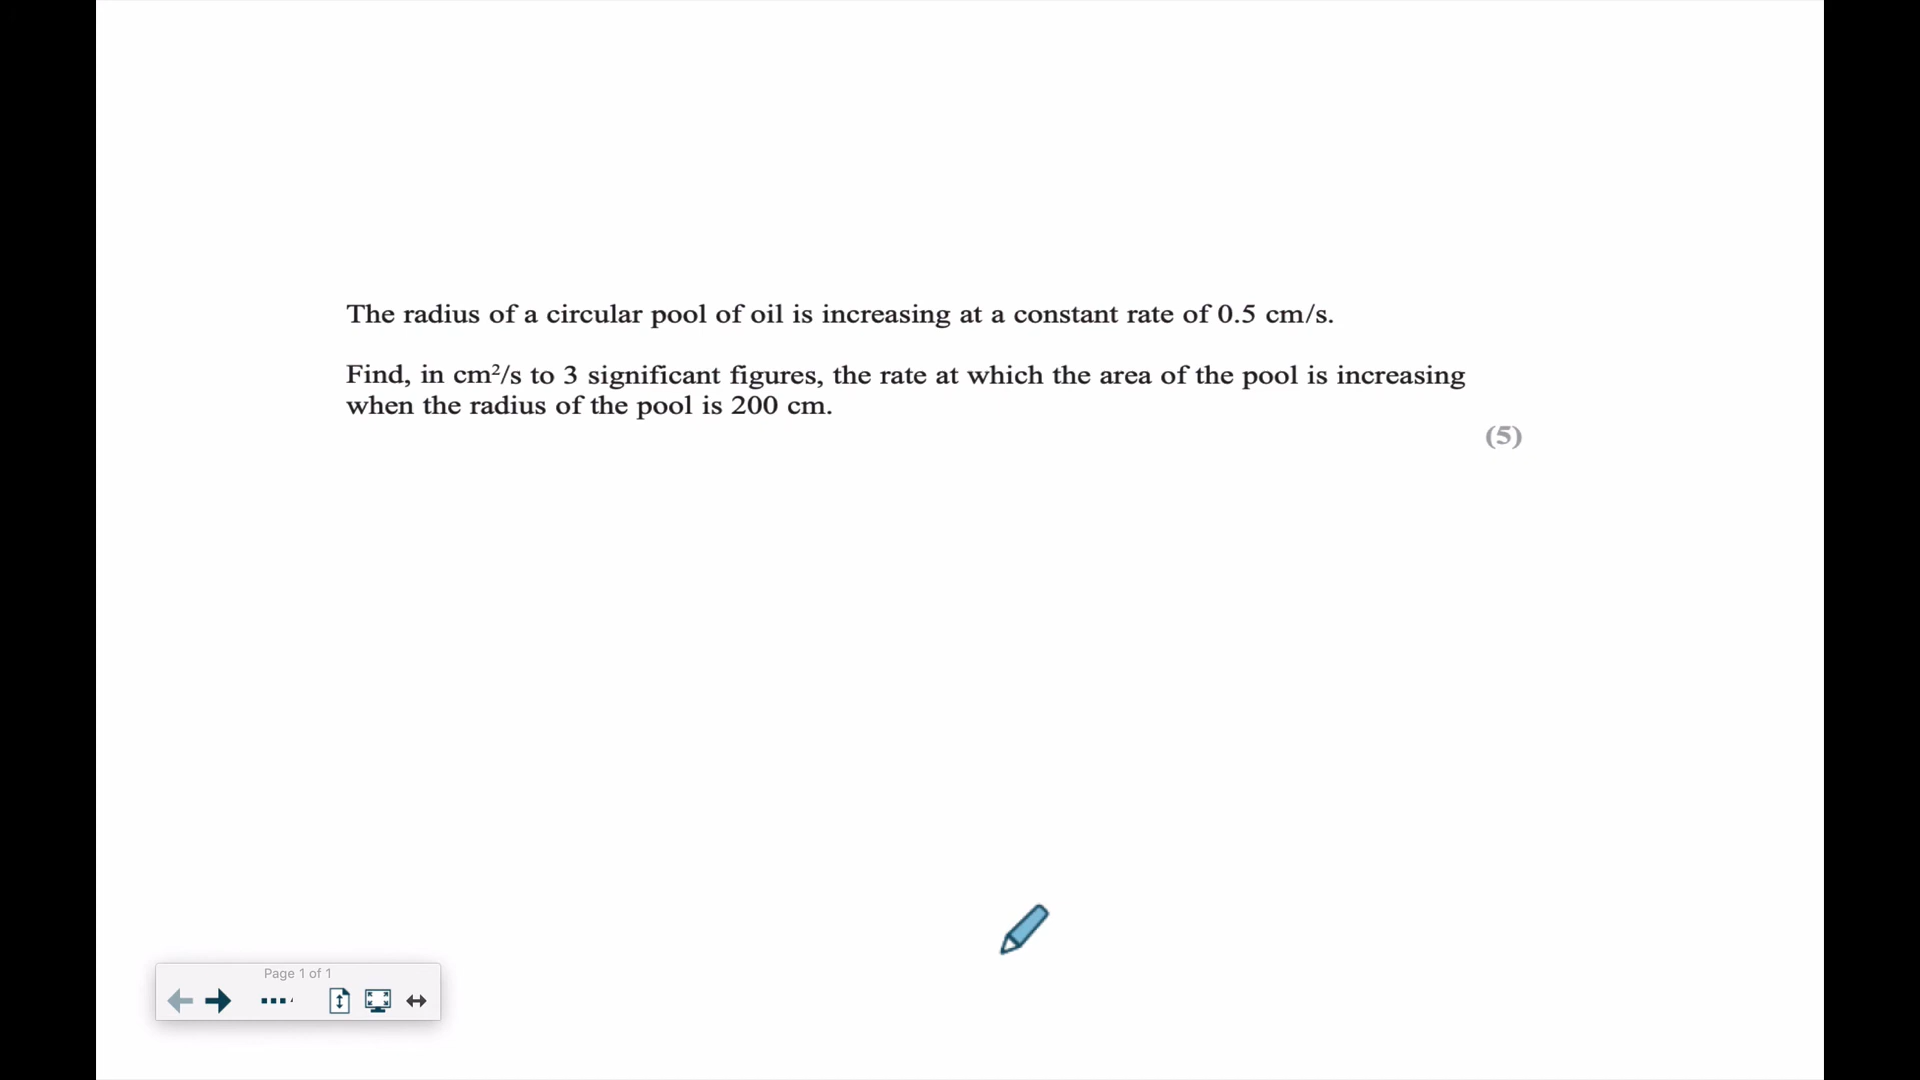 The radius of a circular pool of oil is increasing at a constant rate of 0.5 cm/s.
Find, in cm²/s to 3 significant figures, the rate at which the area of the pool is increasing
when the radius of the pool is 200 cm.
(5)
Page 1 of 1